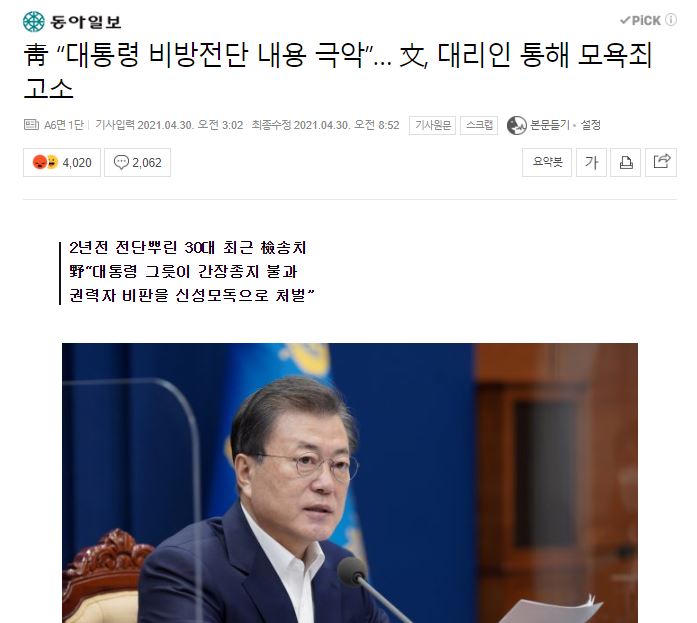 동아일보
✓PiCK ⓘ
靑 “대통령 비방전단 내용 극악”… 文, 대리인 통해 모욕죄
고소
A6면 1단 기사입력 2021.04.30. 오전 3:02 최종수정 2021.04.30. 오전 8:52 기사원문 스크랩 본문듣기 · 설정
4,020 2,062 요약봇 가
2년전 전단뿌린 30대 최근 檢송치
野“대통령 그릇이 간장종지 불과
권력자 비판을 신성모독으로 처벌”